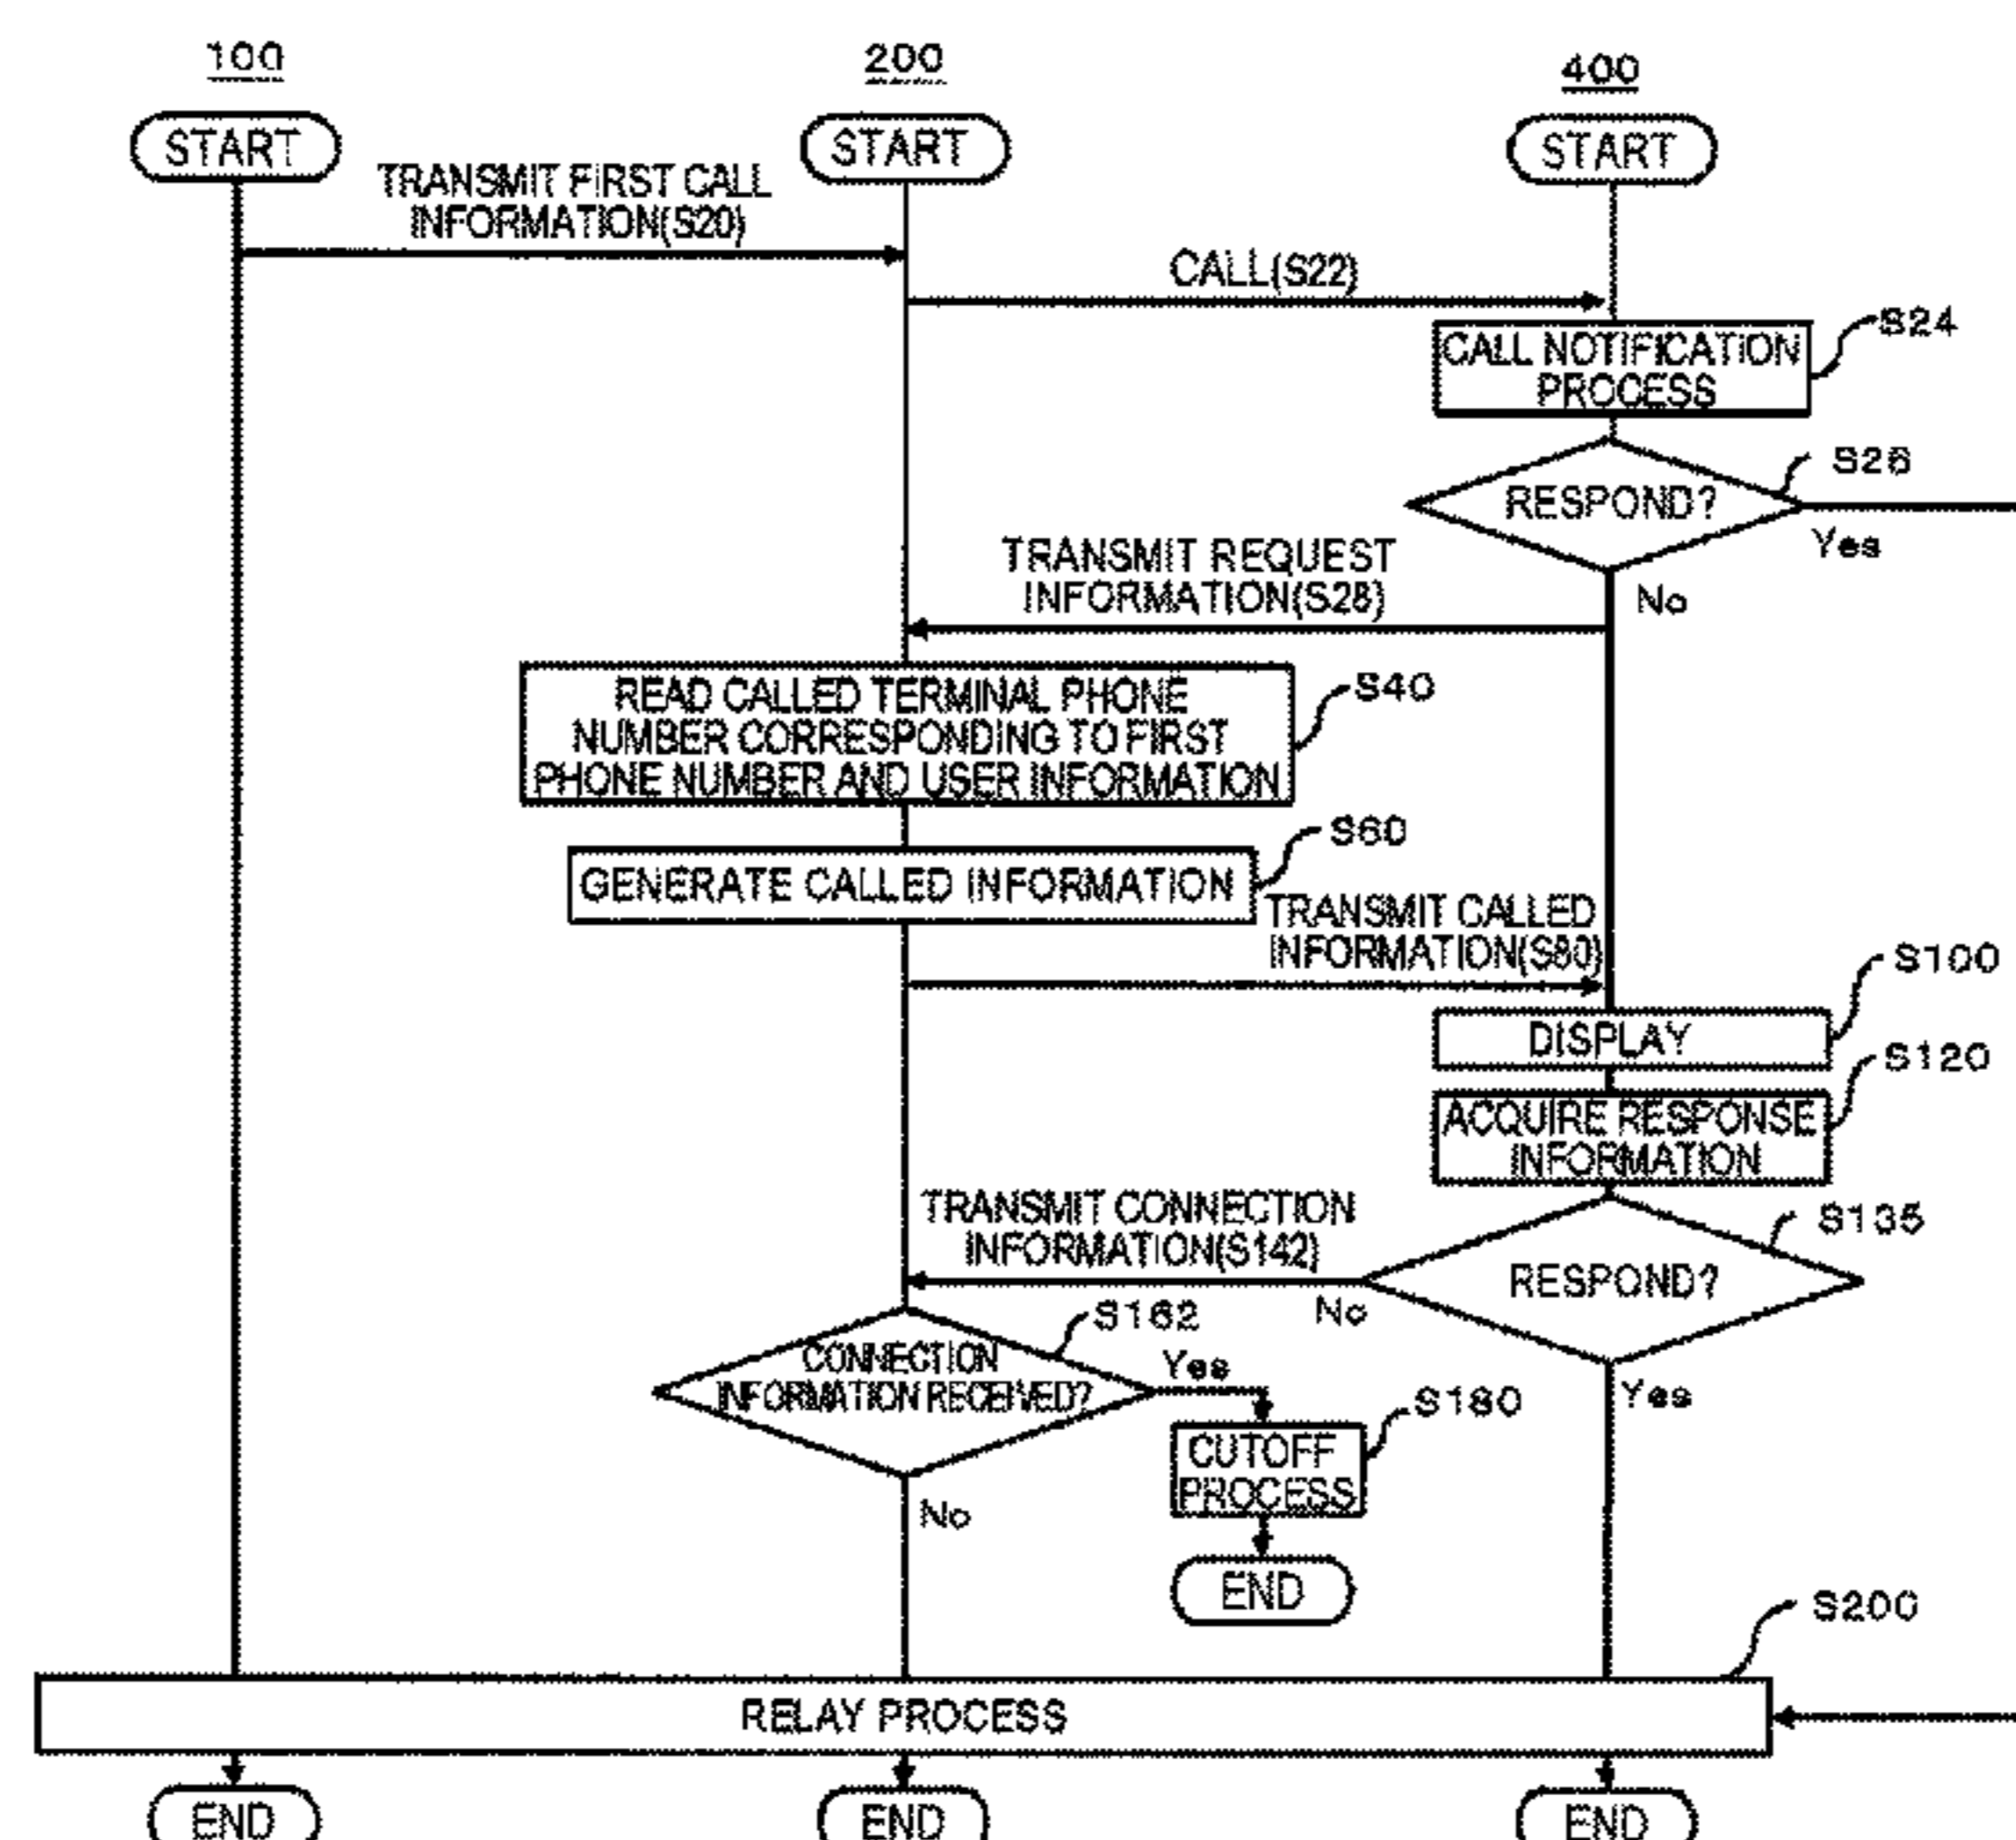 100
200
400
START
START
START
TRANSMIT FIRST CALL
INFORMATION(S20)
CALL(S22)
S24
CALL NOTIFICATION
PROCESS
S26
RESPOND?
Yes
No
TRANSMIT REQUEST
INFORMATION(S28)
READ CALLED TERMINAL PHONE
NUMBER CORRESPONDING TO FIRST
PHONE NUMBER AND USER INFORMATION
S40
S60
GENERATE CALLED INFORMATION
TRANSMIT CALLED
INFORMATION(S80)
S100
DISPLAY
S120
ACQUIRE RESPONSE
INFORMATION
TRANSMIT CONNECTION
INFORMATION(S142)
S135
RESPOND?
No
Yes
S162
CONNECTION
INFORMATION RECEIVED?
Yes
No
S180
CUTOFF
PROCESS
END
S200
RELAY PROCESS
END
END
END